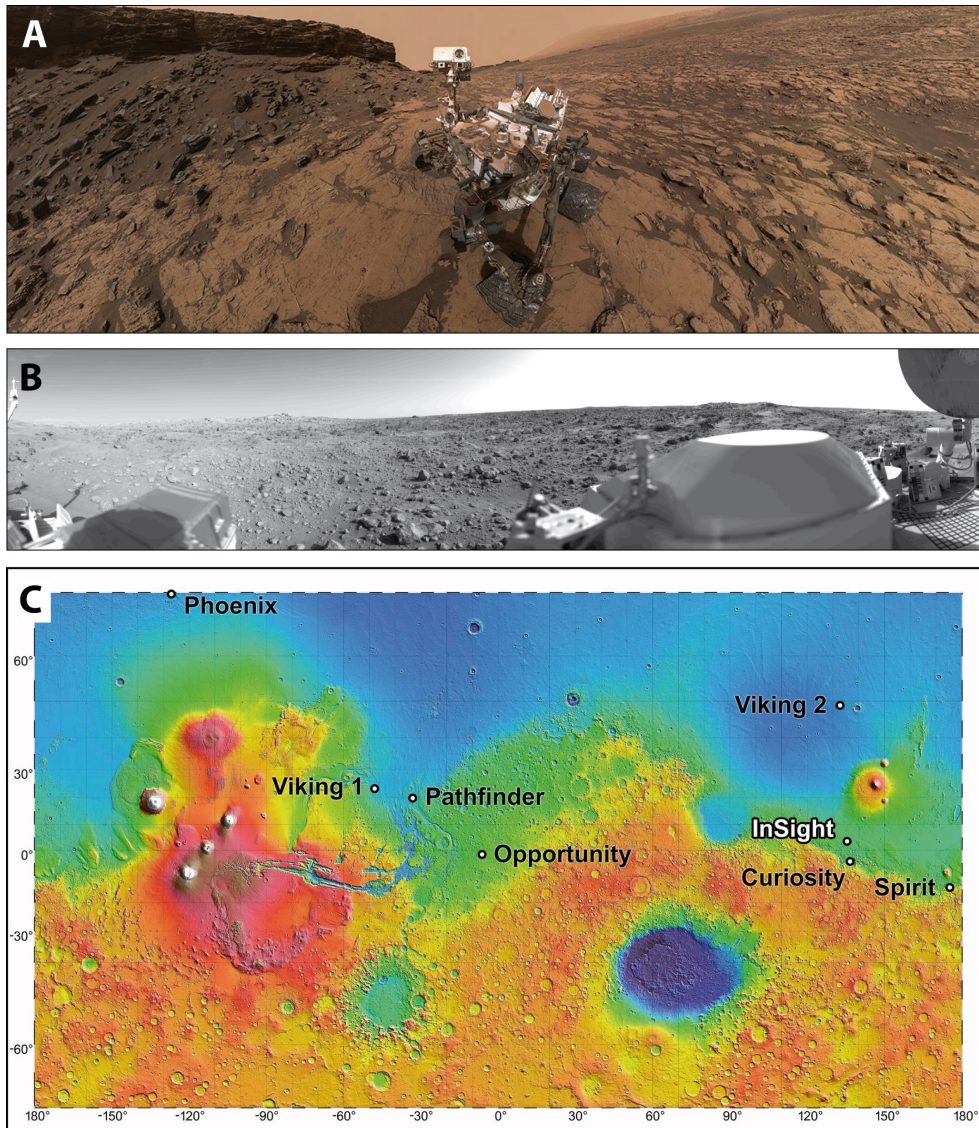 A
B
C
Phoenix
60°
Viking 2
30°
Viking 1
Pathfinder
InSight
0°
Opportunity
Curiosity
Spirit
-30°
-60°
180° -150° -120° -90° -60° -30° 0° 30° 60° 90° 120° 150° 180°